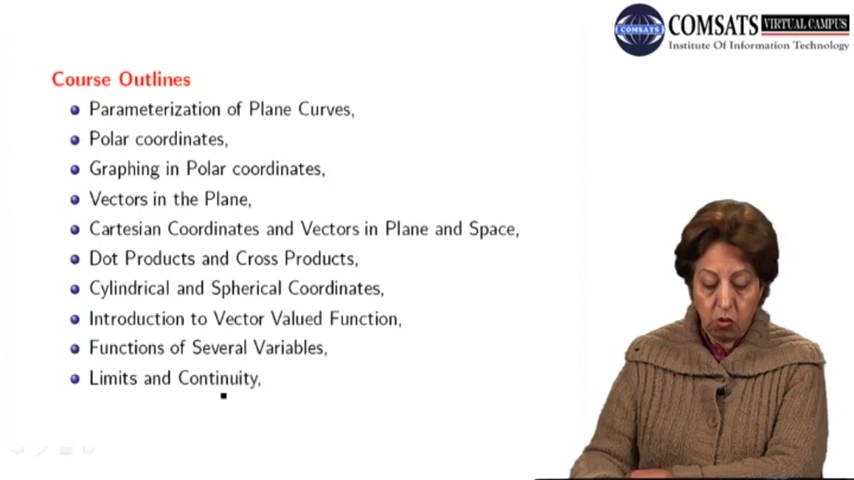 COMSATS
COMSATS VIRTUAL CAMPUS
Institute Of Information Technology
Course Outlines
Parameterization of Plane Curves,
Polar coordinates,
Graphing in Polar coordinates,
Vectors in the Plane,
Cartesian Coordinates and Vectors in Plane and Space,
Dot Products and Cross Products,
Cylindrical and Spherical Coordinates,
Introduction to Vector Valued Function,
Functions of Several Variables,
Limits and Continuity,